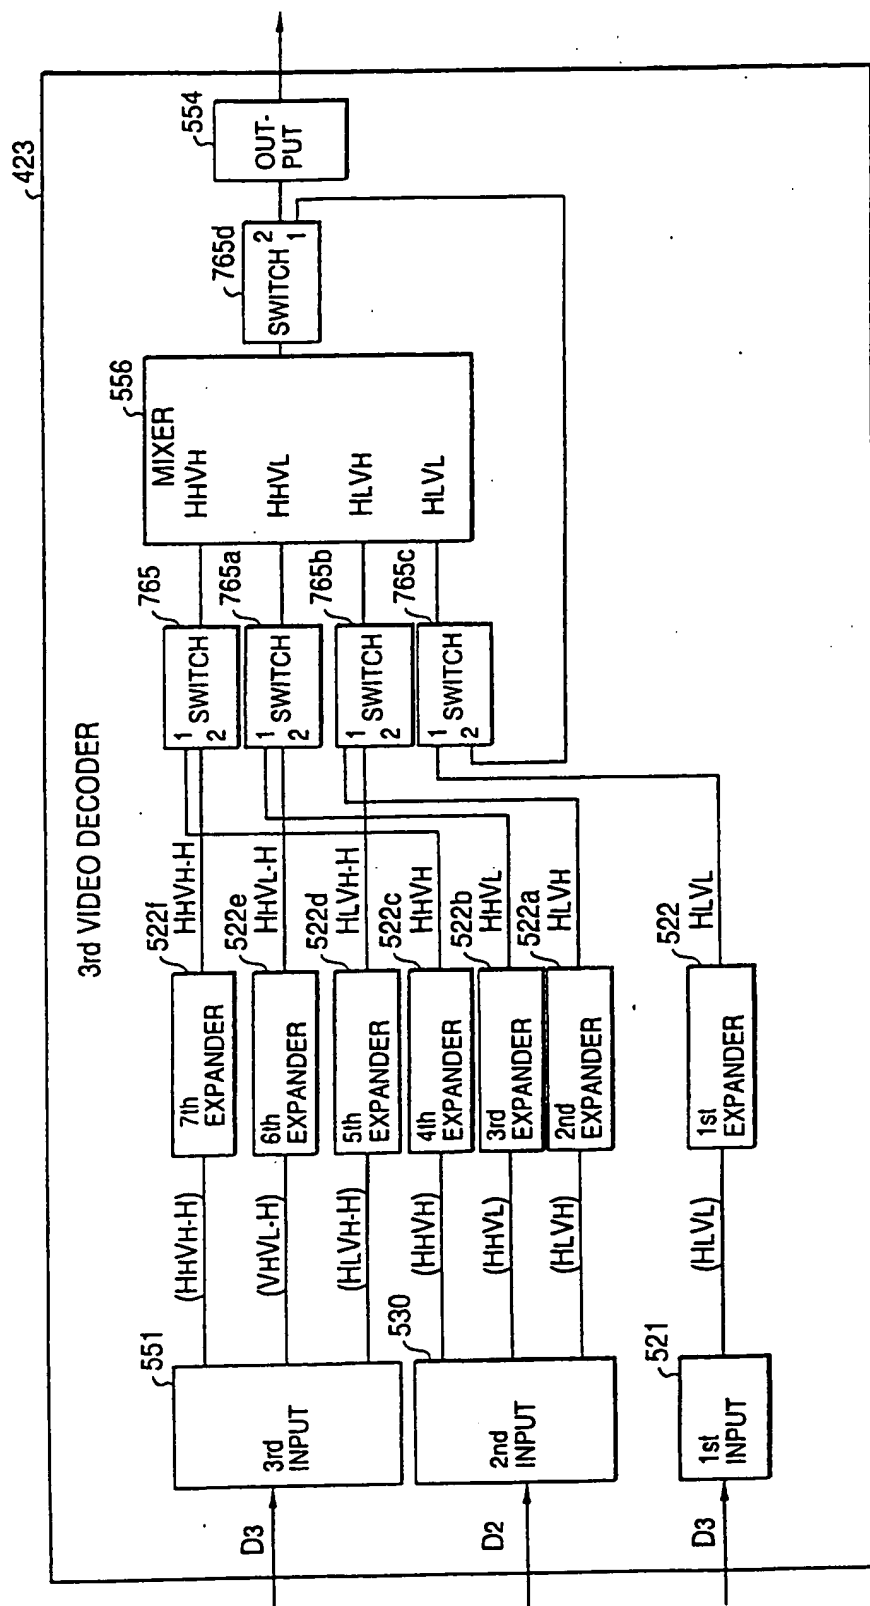 423
3rd VIDEO DECODER
D3
3rd
INPUT
551
(HHVH-H)
(VHVL-H)
(HLVH-H)
D2
2nd
INPUT
530
(HHVH)
(HHVL)
(HLVH)
D3
1st
INPUT
521
(HLVL)
7th
EXPANDER
522f
HHVH-H
6th
EXPANDER
522e
HHVL-H
5th
EXPANDER
522d
HLVH-H
4th
EXPANDER
522c
HHVH
3rd
EXPANDER
522b
HHVL
2nd
EXPANDER
522a
HLVH
1st
EXPANDER
522
HLVL
1
SWITCH
2
765
1
SWITCH
2
765a
1
SWITCH
2
765b
1
SWITCH
2
765c
MIXER
HHVH
HHVL
HLVH
HLVL
556
SWITCH
2
1
765d
OUT-
PUT
554